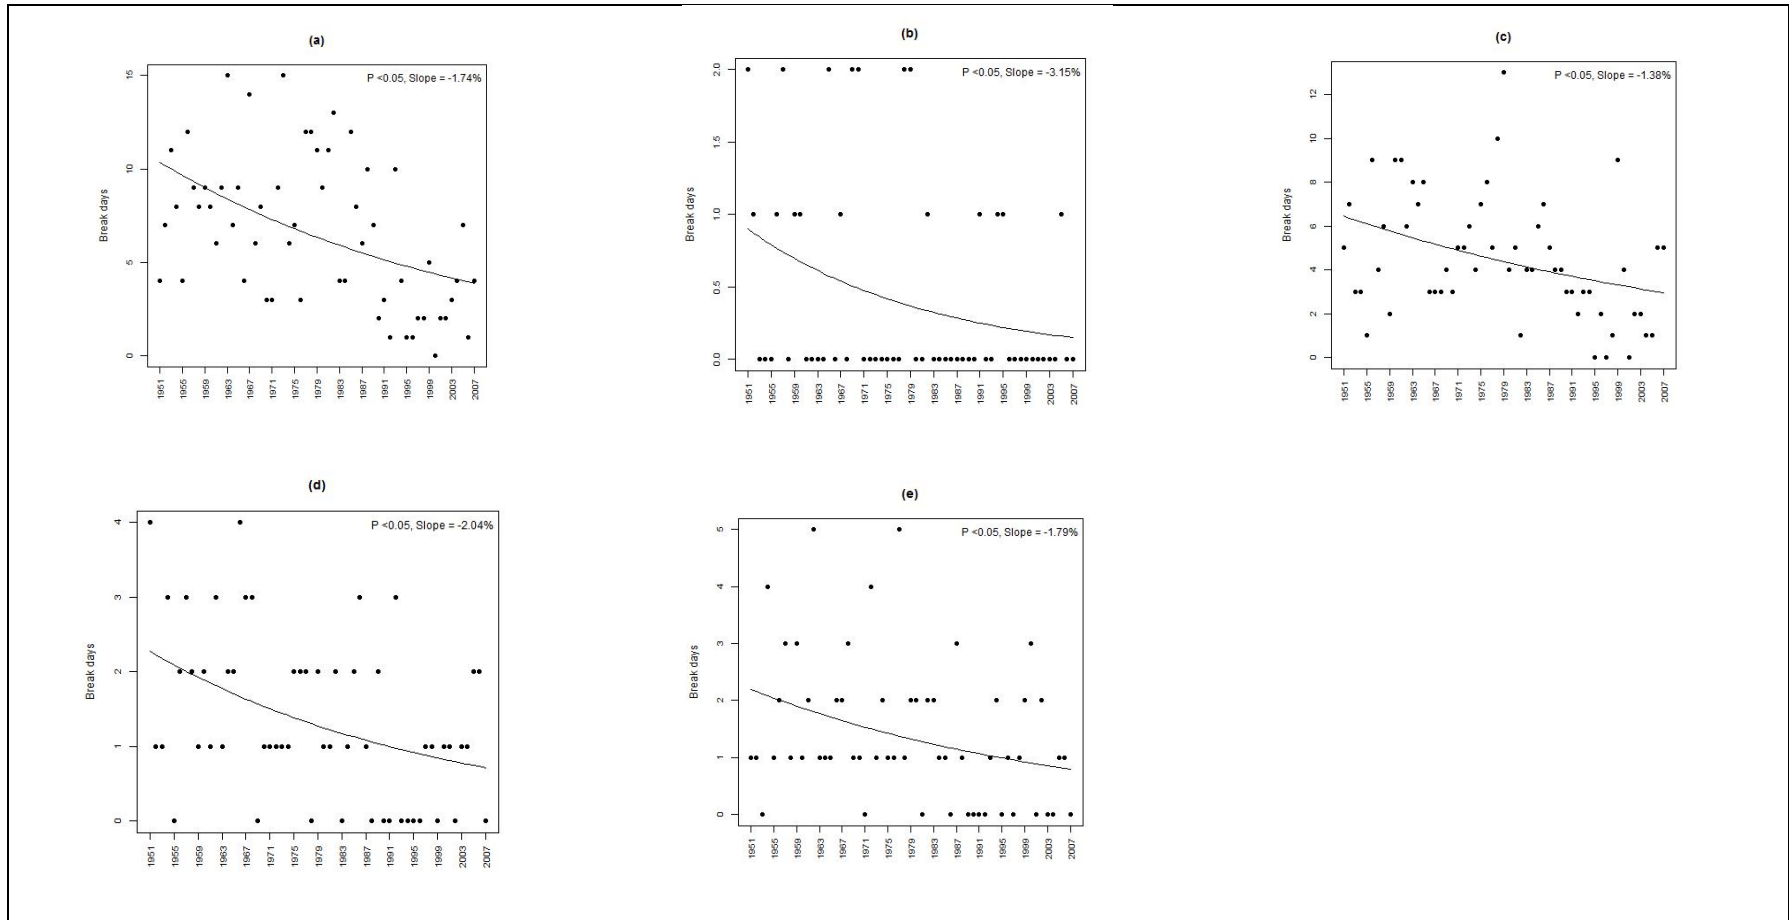 (a)
P <0.05, Slope = -1.74%
Break days
15
10
5
0
1951 1955 1959 1963 1967 1971 1975 1979 1983 1987 1991 1995 1999 2003 2007
(b)
P <0.05, Slope = -3.15%
Break days
2.0
1.5
1.0
0.5
0.0
1951 1955 1959 1963 1967 1971 1975 1979 1983 1987 1991 1995 1999 2003 2007
(c)
P <0.05, Slope = -1.38%
Break days
12
10
8
6
4
2
0
1951 1955 1959 1963 1967 1971 1975 1979 1983 1987 1991 1995 1999 2003 2007
(d)
P <0.05, Slope = -2.04%
Break days
4
3
2
1
0
1951 1955 1959 1963 1967 1971 1975 1979 1983 1987 1991 1995 1999 2003 2007
(e)
P <0.05, Slope = -1.79%
Break days
5
4
3
2
1
0
1951 1955 1959 1963 1967 1971 1975 1979 1983 1987 1991 1995 1999 2003 2007